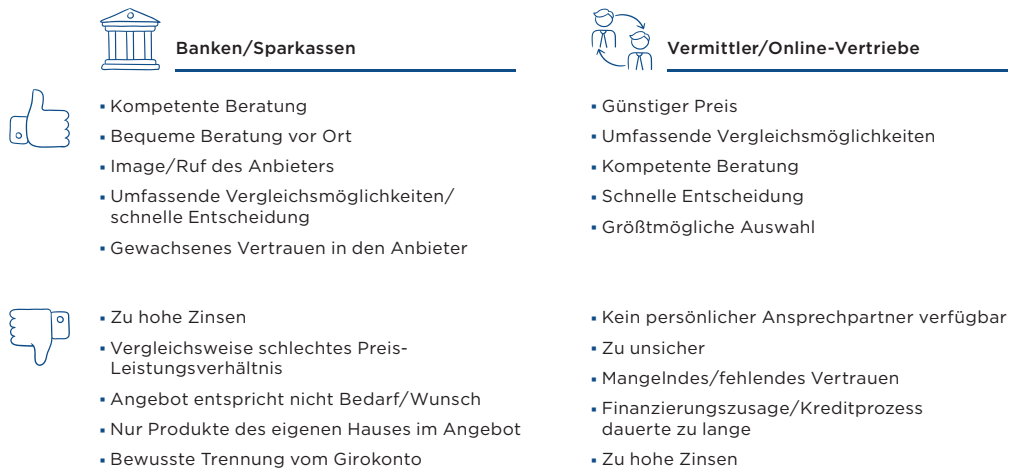 Banken/Sparkassen
▪ Kompetente Beratung
▪ Bequeme Beratung vor Ort
▪ Image/Ruf des Anbieters
▪ Umfassende Vergleichsmöglichkeiten/
schnelle Entscheidung
▪ Gewachsenes Vertrauen in den Anbieter
▪ Zu hohe Zinsen
▪ Vergleichsweise schlechtes Preis-
Leistungsverhältnis
▪ Angebot entspricht nicht Bedarf/Wunsch
▪ Nur Produkte des eigenen Hauses im Angebot
▪ Bewusste Trennung vom Girokonto
Vermittler/Online-Vertriebe
▪ Günstiger Preis
▪ Umfassende Vergleichsmöglichkeiten
▪ Kompetente Beratung
▪ Schnelle Entscheidung
▪ Größtmögliche Auswahl
▪ Kein persönlicher Ansprechpartner verfügbar
▪ Zu unsicher
▪ Mangelndes/fehlendes Vertrauen
▪ Finanzierungszusage/Kreditprozess
dauerte zu lange
▪ Zu hohe Zinsen